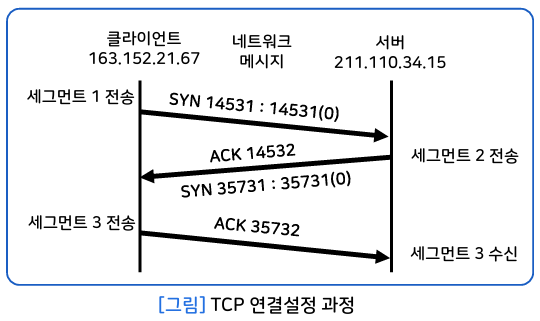 클라이언트
163.152.21.67
네트워크
메시지
서버
211.110.34.15
세그먼트 1 전송
SYN 14531 : 14531(0)
ACK 14532
세그먼트 2 전송
SYN 35731 : 35731(0)
세그먼트 3 전송
ACK 35732
세그먼트 3 수신
[그림] TCP 연결설정 과정